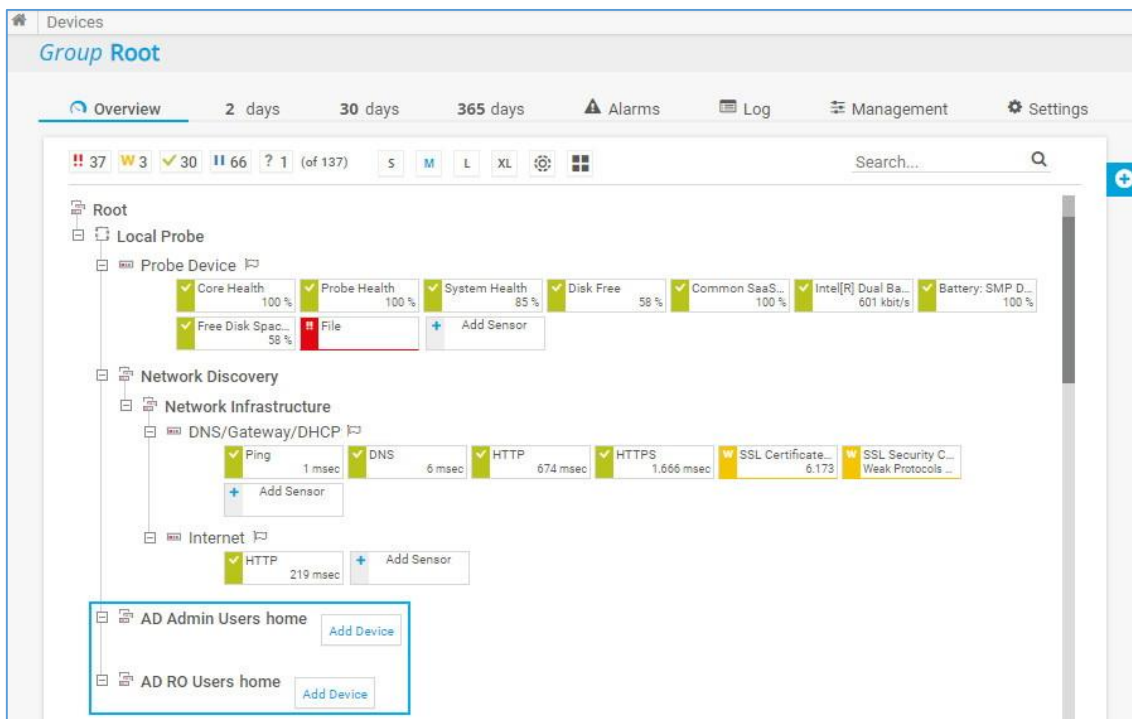 Devices
Group Root
Overview 2 days 30 days 365 days Alarms Log Management Settings
!! 37 W 3 30 66 ? 1 (of 137) S M L XL Search...
Root
Local Probe
Probe Device
Core Health Probe Health System Health Disk Free Common SaaS... Intel[R] Dual Ba... Battery: SMP D...
100 % 100 % 85 % 58 % 100 % 601 kbit/s 100 %
Free Disk Spac... !! File + Add Sensor
58 %
Network Discovery
Network Infrastructure
DNS/Gateway/DHCP
Ping DNS HTTP HTTPS W SSL Certificate... W SSL Security C...
1 msec 6 msec 674 msec 1.666 msec 6.173 Weak Protocols ...
+ Add Sensor
Internet
HTTP + Add Sensor
219 msec
AD Admin Users home Add Device
AD RO Users home Add Device